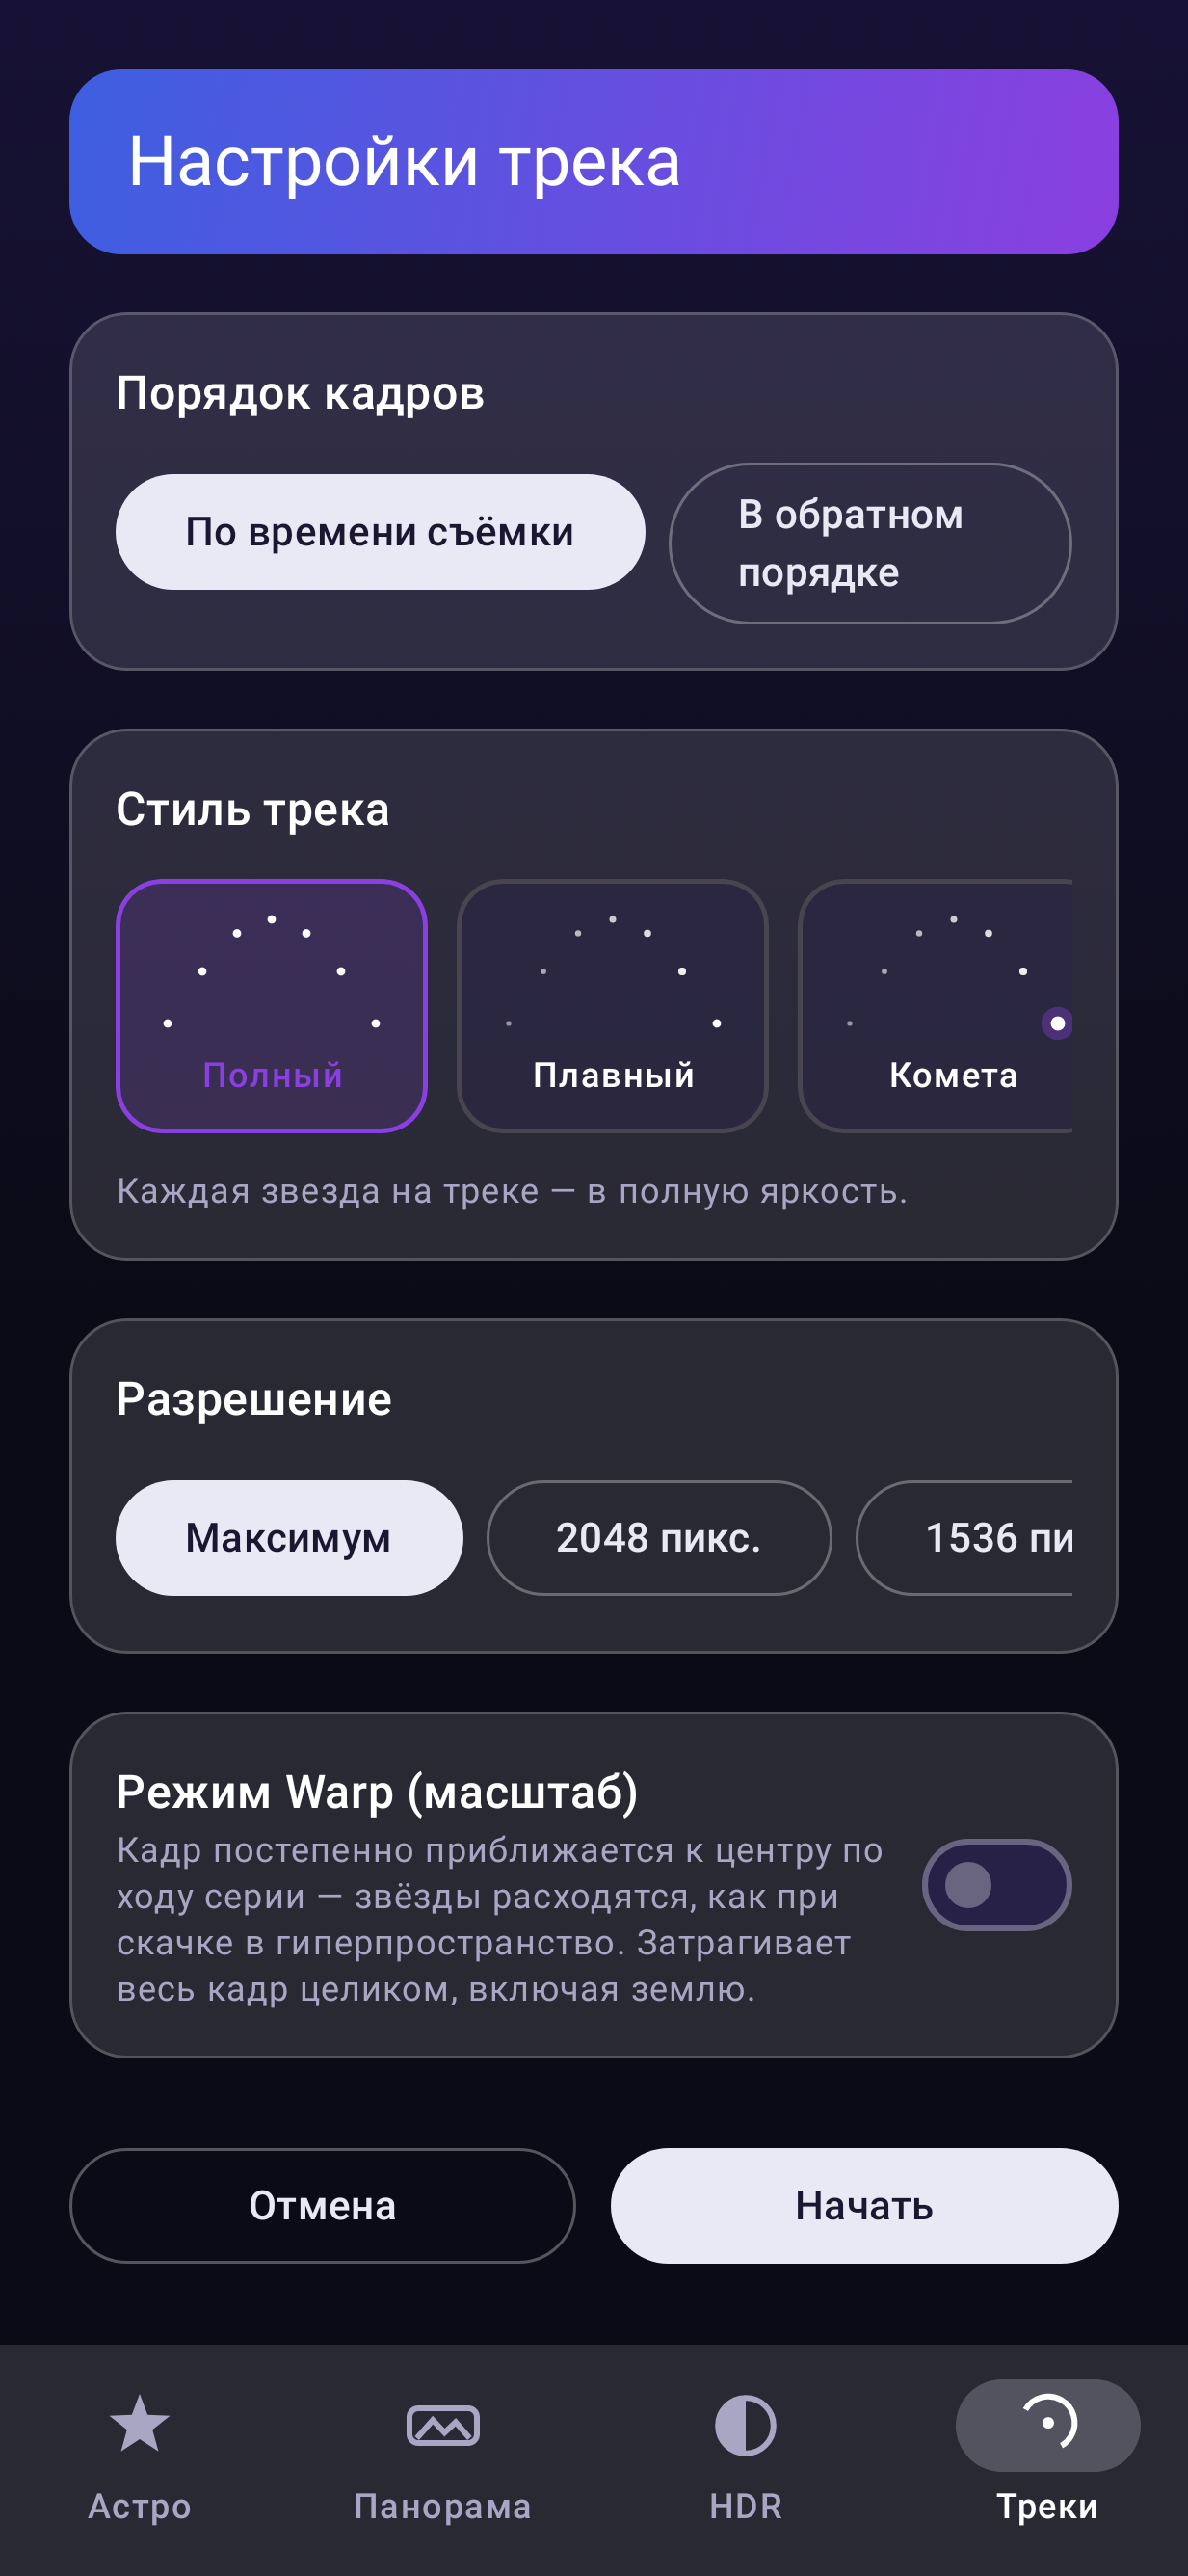 Настройки трека
Порядок кадров
По времени съёмки
В обратном
порядке
Стиль трека
Полный
Плавный
Комета
Каждая звезда на треке — в полную яркость.
Разрешение
Максимум
2048 пикс.
1536 пи
Режим Warp (масштаб)
Кадр постепенно приближается к центру по
ходу серии — звёзды расходятся, как при
скачке в гиперпространство. Затрагивает
весь кадр целиком, включая землю.
Отмена
Начать
Астро
Панорама
HDR
Треки